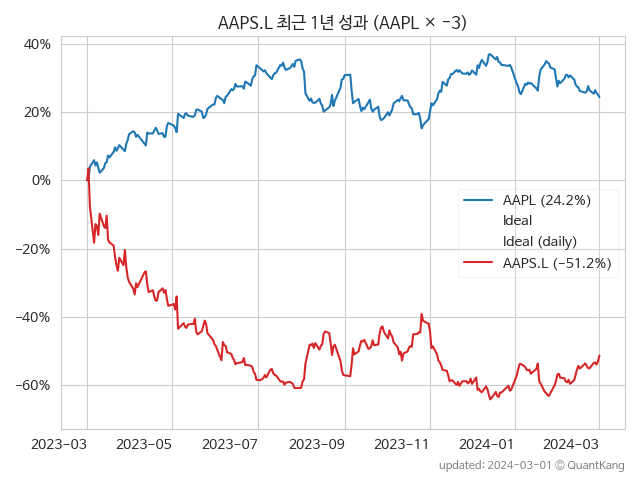 AAPS.L 최근 1년 성과 (AAPL × −3)
40%
20%
0%
−20%
−40%
−60%
AAPL (24.2%)
Ideal
Ideal (daily)
AAPS.L (−51.2%)
2023−03
2023−05
2023−07
2023−09
2023−11
2024−01
2024−03
updated: 2024−03−01 © QuantKang